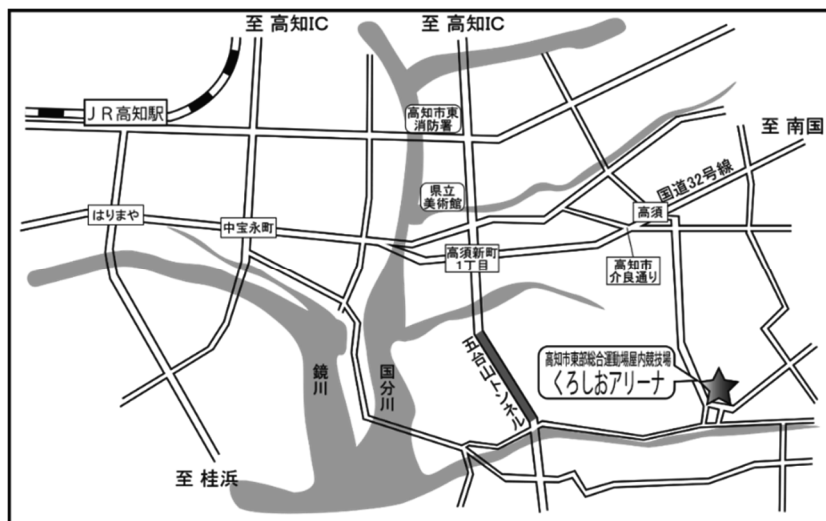 至 高知IC
至 高知IC
JR高知駅
高知市東
消防署
至 南国
国道32号線
県立
美術館
高須
はりまや
中宝永町
高須新町
1丁目
高知市
介良通り
五台山トンネル
高知市東部総合運動場屋内競技場
くろしおアリーナ
鏡川
国分川
至 桂浜